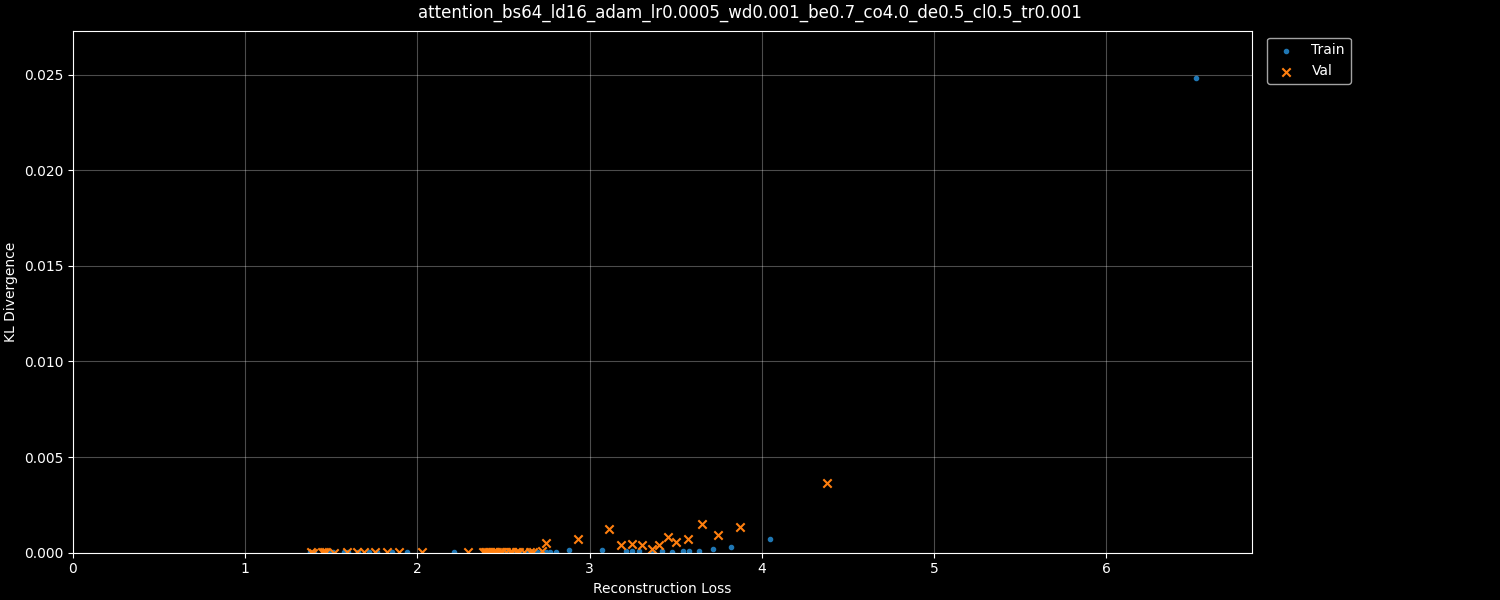 attention_bs64_ld16_adam_lr0.0005_wd0.001_be0.7_co4.0_de0.5_cl0.5_tr0.001
Train
Val
KL Divergence
0.025
0.020
0.015
0.010
0.005
0.000
0 1 2 3 4 5 6
Reconstruction Loss